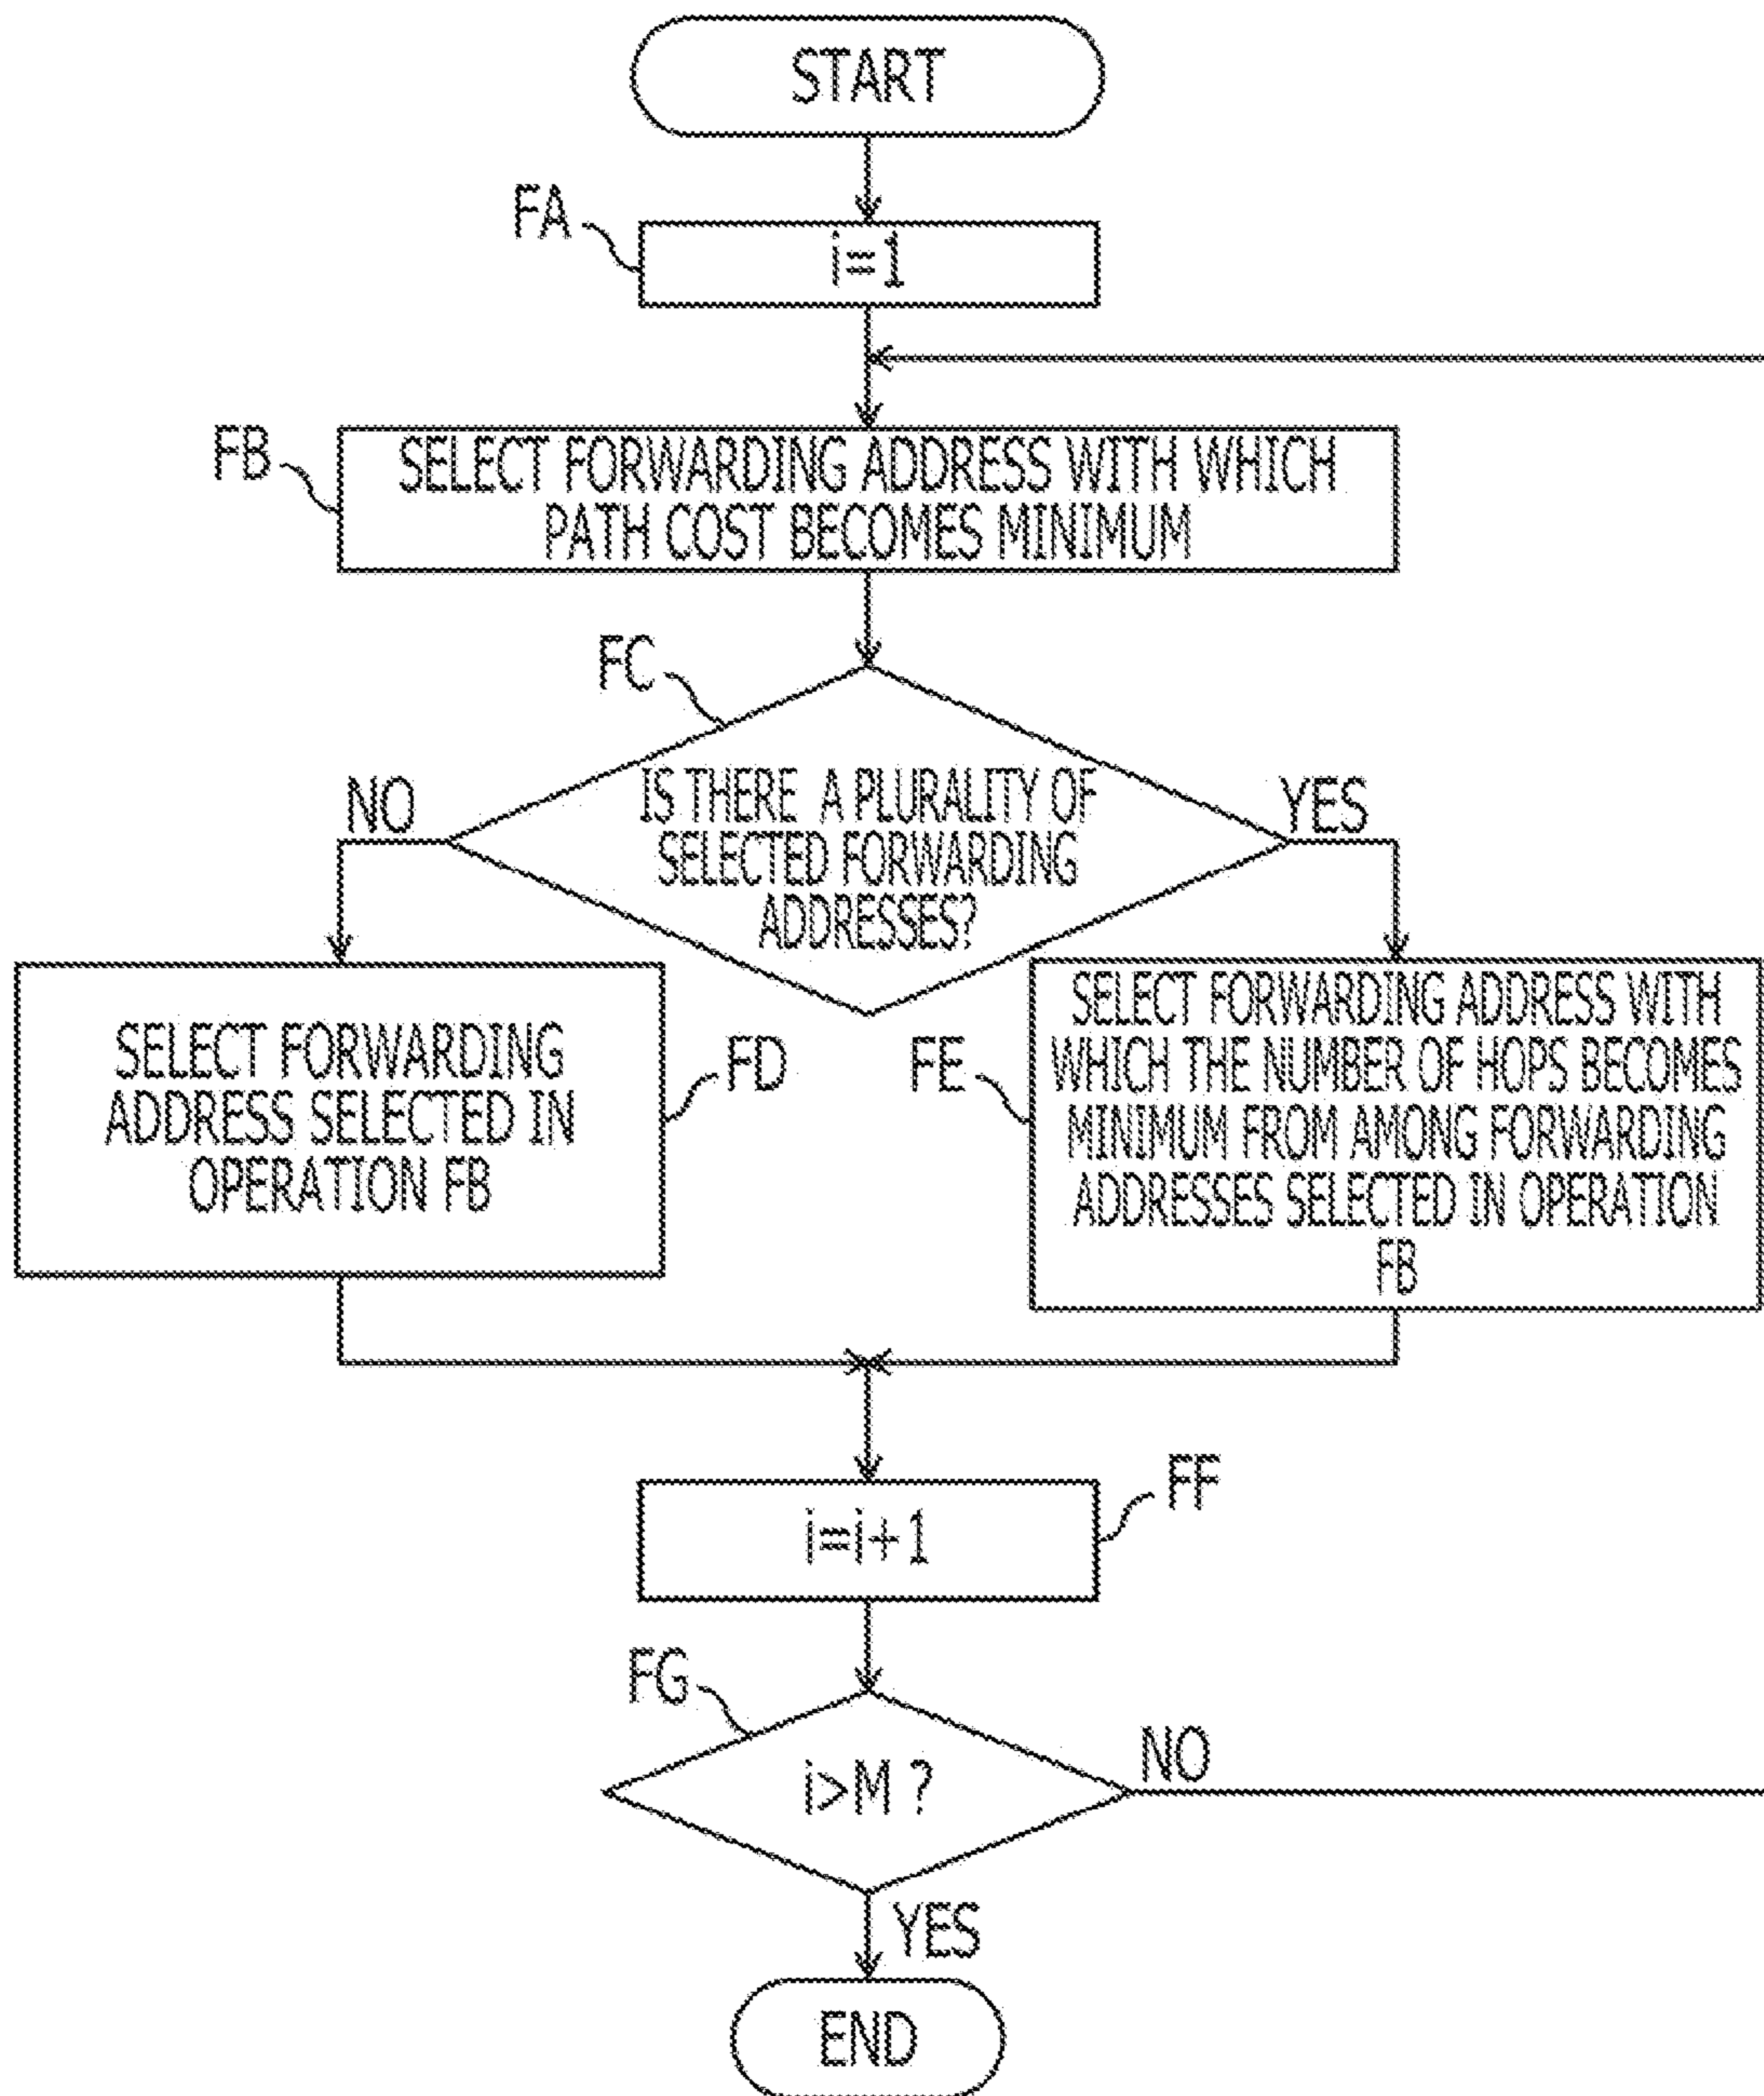 START
FA
i=1
FB
SELECT FORWARDING ADDRESS WITH WHICH
PATH COST BECOMES MINIMUM
FC
IS THERE A PLURALITY OF
SELECTED FORWARDING
ADDRESSES?
NO
YES
SELECT FORWARDING
ADDRESS SELECTED IN
OPERATION FB
FD
FE
SELECT FORWARDING ADDRESS WITH
WHICH THE NUMBER OF HOPS BECOMES
MINIMUM FROM AMONG FORWARDING
ADDRESSES SELECTED IN OPERATION
FB
FF
i=i+1
FG
i>M ?
NO
YES
END